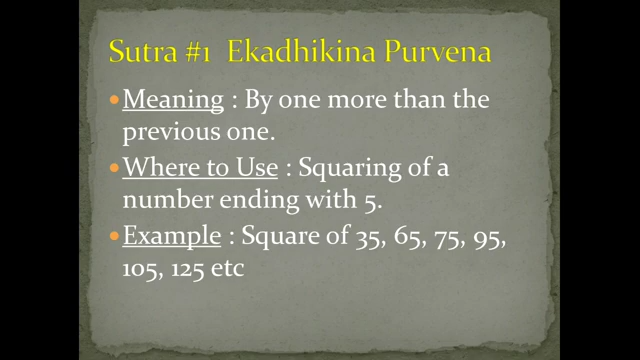 Sutra #1 Ekadhikina Purvena
•Meaning : By one more than the
previous one.
•Where to Use : Squaring of a
number ending with 5.
•Example : Square of 35, 65, 75, 95,
105, 125 etc